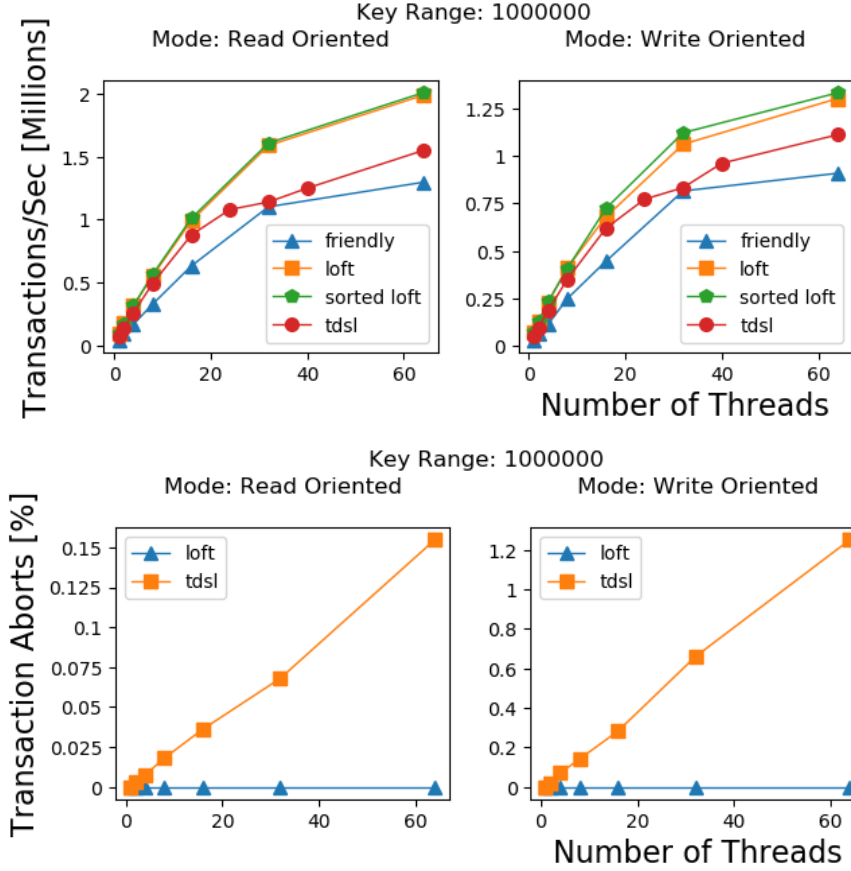 Key Range: 1000000
Mode: Read Oriented
Mode: Write Oriented
Transactions/Sec [Millions]
2
1.5
1
0.5
0
friendly
loft
sorted loft
tdsl
0
20
40
60
1.25
1
0.75
0.5
0.25
0
friendly
loft
sorted loft
tdsl
0
20
40
60
Number of Threads
Key Range: 1000000
Mode: Read Oriented
Mode: Write Oriented
Transaction Aborts [%]
0.15
0.125
0.1
0.075
0.05
0.025
0
loft
tdsl
0
20
40
60
1.2
1
0.8
0.6
0.4
0.2
0
loft
tdsl
0
20
40
60
Number of Threads